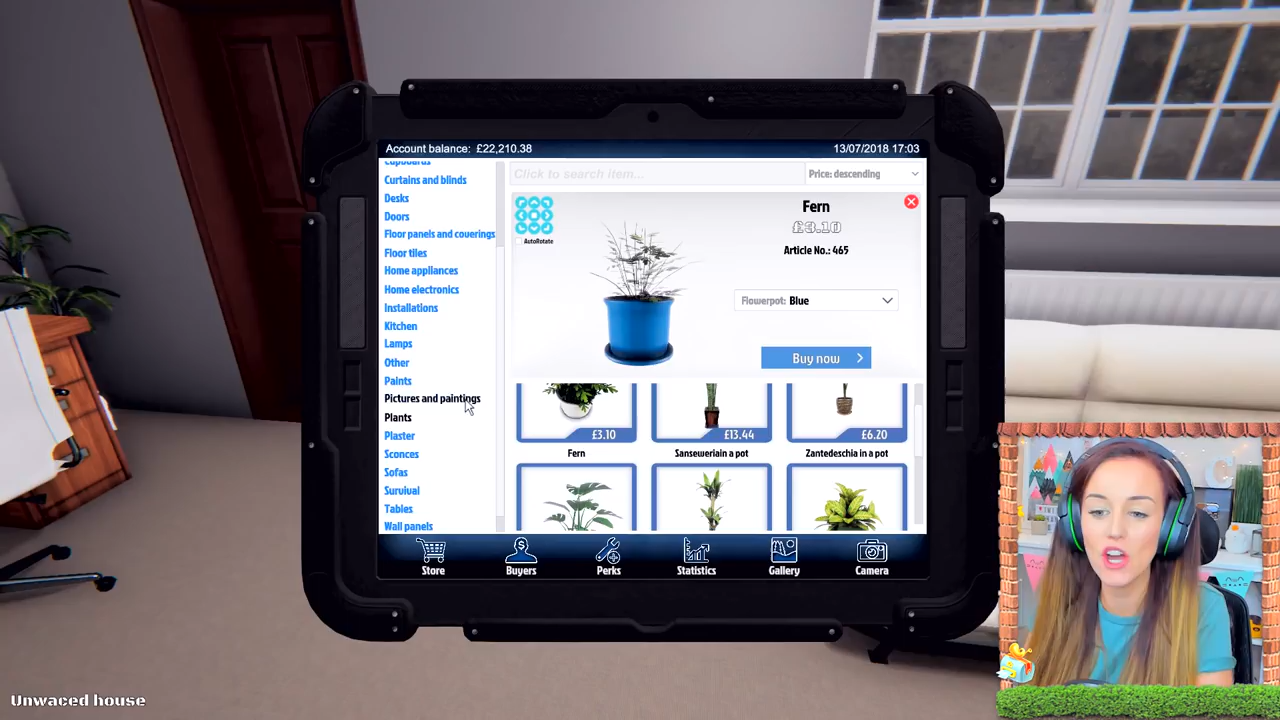 Account balance: £22,210.38
13/07/2018 17:03
Cupboards
Curtains and blinds
Desks
Doors
Floor panels and coverings
Floor tiles
Home appliances
Home electronics
Installations
Kitchen
Lamps
Other
Paints
Pictures and paintings
Plants
Plaster
Sconces
Sofas
Survival
Tables
Wall panels
Click to search item...
Price: descending
AutoRotate
Fern
£3.10
Article No.: 465
Flowerpot: Blue
Buy now
£3.10
£13.44
£6.20
Fern
Sanseweriain a pot
Zantedeschia in a pot
Store
Buyers
Perks
Statistics
Gallery
Camera
Unwaced house